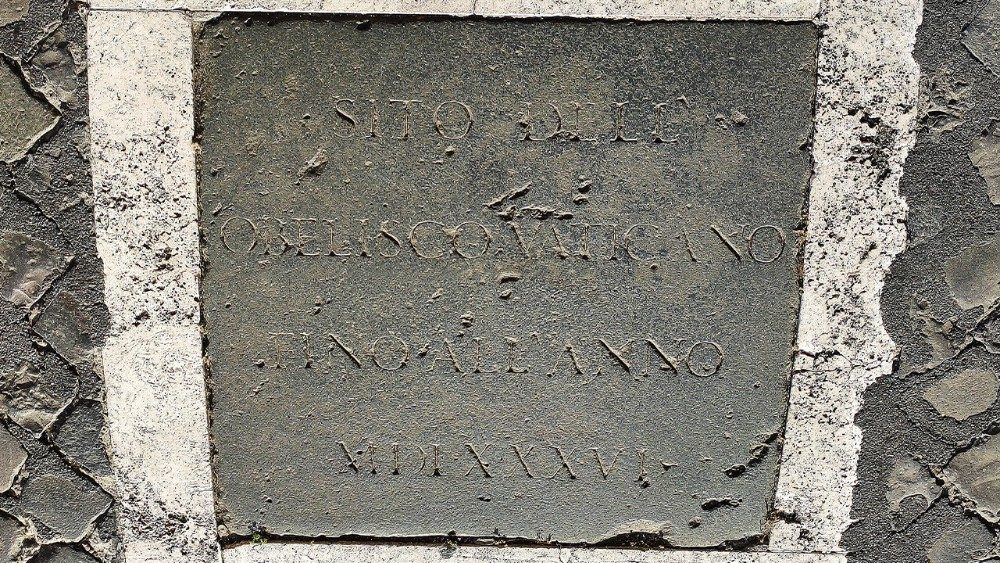 SITO DELL'
OBELISCO VATICANO
FINO ALL'ANNO
MDLXXXVI